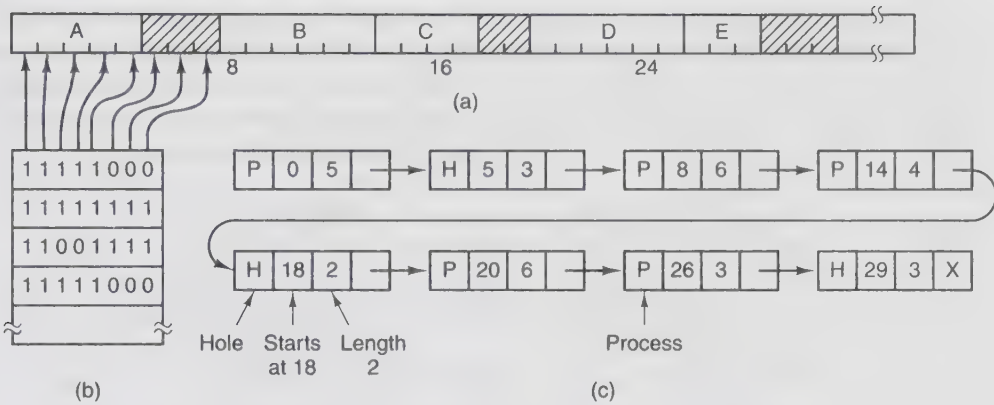 A B C D E
8 16 24
(a)
11111000
11111111
11001111
11111000
(b)
P 0 5
H 5 3
P 8 6
P 14 4
H 18 2
P 20 6
P 26 3
H 29 3 X
Hole
Starts
at 18
Length
2
Process
(c)